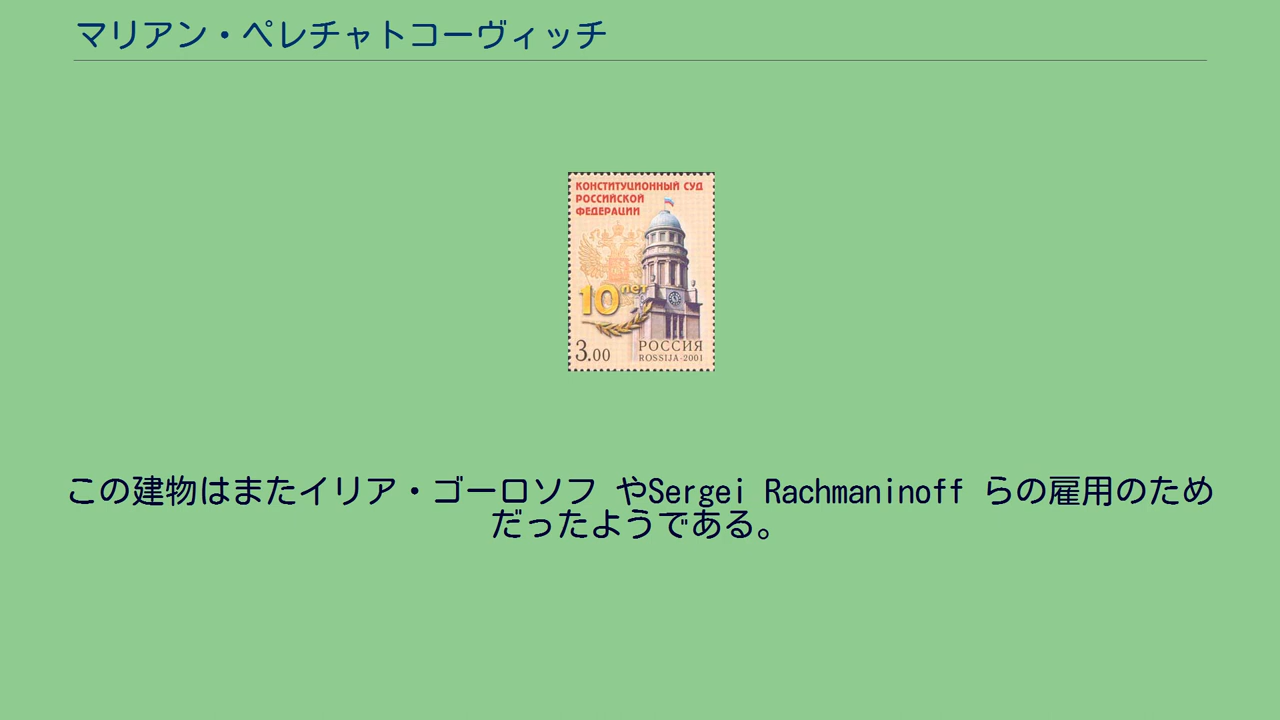 マリアン・ペレチャトコーヴィッチ
КОНСТИТУЦИОННЫЙ СУД
РОССИЙСКОЙ
ФЕДЕРАЦИИ
10 лет
3.00
РОССИЯ
ROSSIJA·2001
この建物はまたイリア・ゴーロソフ やSergei Rachmaninoff らの雇用のため
だったようである。